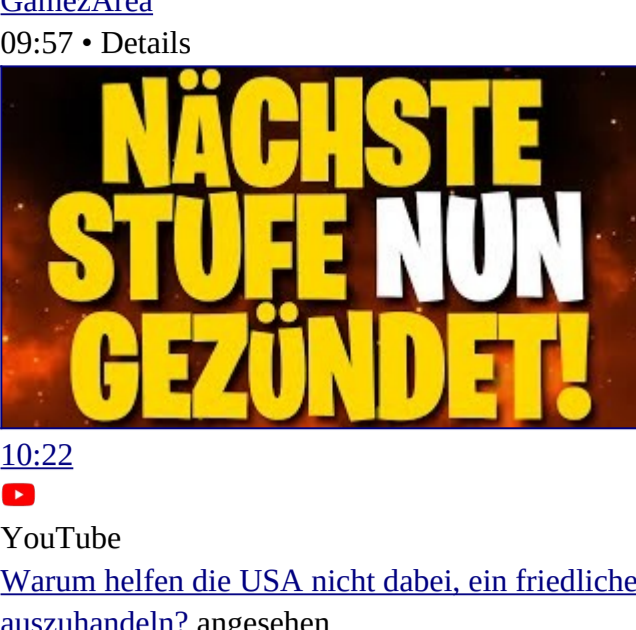 GamezArea
09:57 • Details
NÄCHSTE
STUFE NUN
GEZÜNDET!
10:22
YouTube
Warum helfen die USA nicht dabei, ein friedliche
auszuhandeln? angesehen